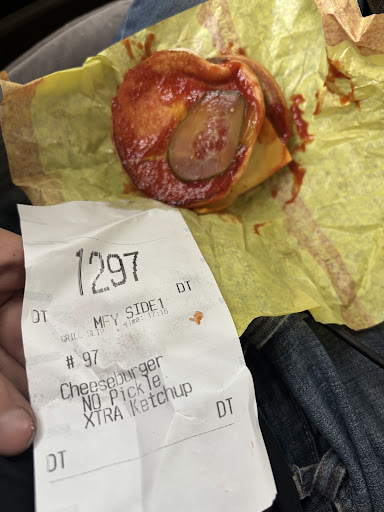 1297
DT
DT
MFY SIDE1
# 97
Cheeseburger
NO Pickle
XTRA Ketchup
DT
DT